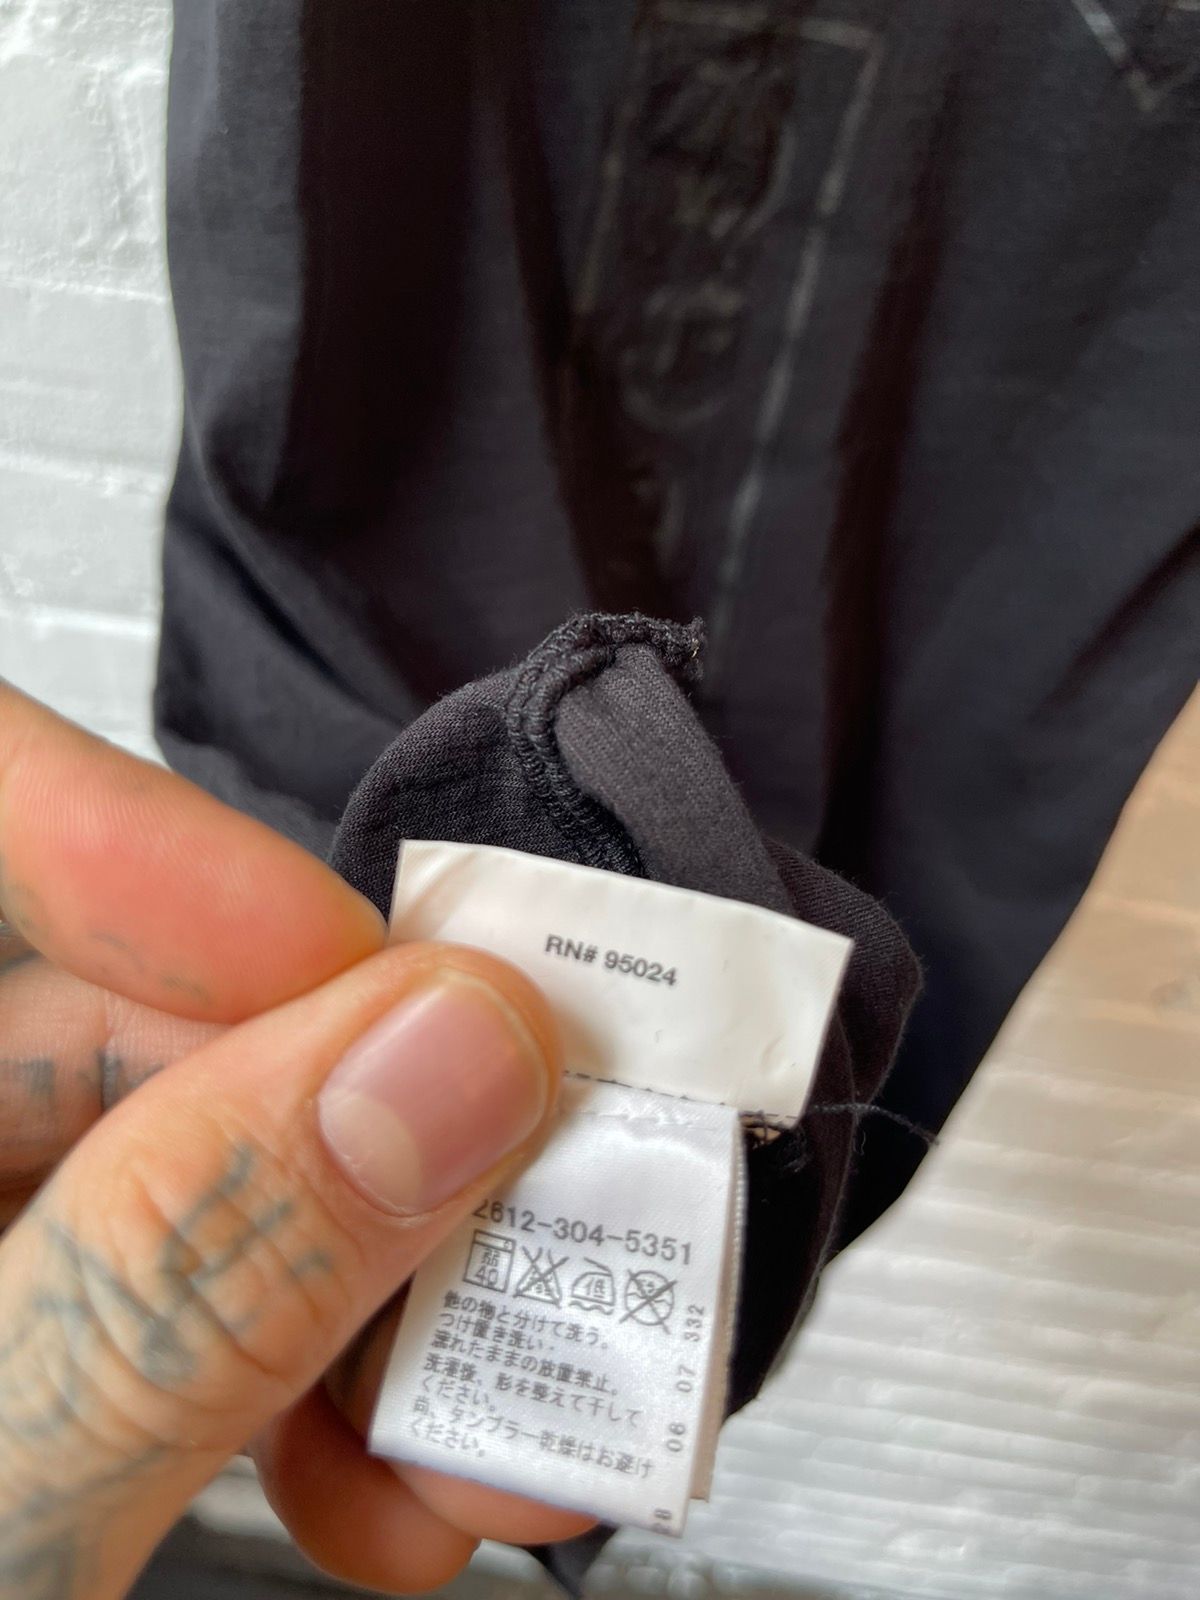 RN# 95024
2612-304-5351
40
低
他の物と分けて洗う。
つけ置き洗い・
濡れたままの放置禁止。
洗濯後、形を整えて干して
ください。
尚、タンブラー乾燥はお避け
ください。
06 07 332